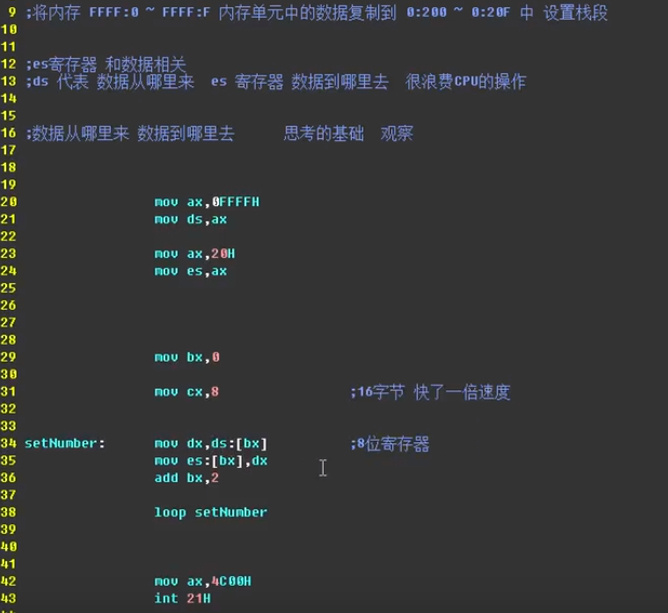 9 ;将内存 FFFF:0 ~ FFFF:F 内存单元中的数据复制到 0:200 ~ 0:20F 中 设置栈段
10
11
12 ;es寄存器 和数据相关
13 ;ds 代表 数据从哪里来 es 寄存器 数据到哪里去 很浪费CPU的操作
14
15
16 ;数据从哪里来 数据到哪里去 思考的基础 观察
17
18
19
20 mov ax,0FFFFH
21 mov ds,ax
22
23 mov ax,20H
24 mov es,ax
25
26
27
28
29 mov bx,0
30
31 mov cx,8 ;16字节 快了一倍速度
32
33
34 setNumber: mov dx,ds:[bx] ;8位寄存器
35 mov es:[bx],dx
36 add bx,2
37
38 loop setNumber
39
40
41
42 mov ax,4C00H
43 int 21H